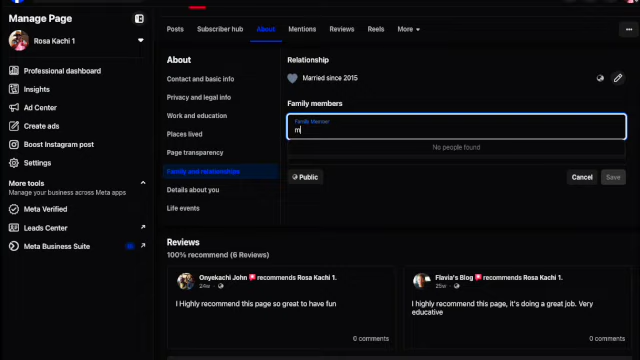 Manage Page
Rosa Kachi 1
Professional dashboard
Insights
Ad Center
Create ads
Boost Instagram post
Settings
More tools
Manage your business across Meta apps
Meta Verified
Leads Center
Meta Business Suite
Posts
Subscriber hub
About
Mentions
Reviews
Reels
More
About
Contact and basic info
Privacy and legal info
Work and education
Places lived
Page transparency
Family and relationships
Details about you
Life events
Relationship
Married since 2015
Family members
Family Member
m
No people found
Public
Cancel
Save
Reviews
100% recommend (6 Reviews)
Onyekachi John recommends Rosa Kachi 1.
24w
I Highly recommend this page so great to have fun
0 comments
Flavia's Blog recommends Rosa Kachi 1.
I highly recommend this page, it's doing a great job. Very
educative
0 comments